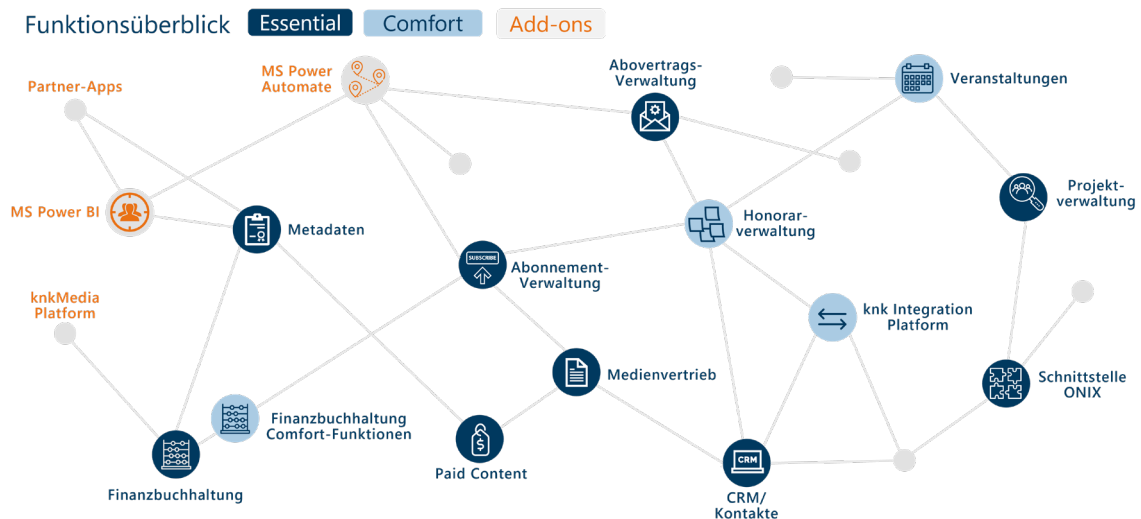 Funktionsüberblick
Essential
Comfort
Add-ons
Partner-Apps
MS Power
Automate
Abovertrags-
Verwaltung
Veranstaltungen
MS Power BI
Metadaten
Honorar-
verwaltung
Projekt-
verwaltung
SUBSCRIBE
Abonnement-
Verwaltung
knkMedia
Platform
knk Integration
Platform
Medienvertrieb
Schnittstelle
ONIX
Finanzbuchhaltung
Comfort-Funktionen
$
Paid Content
Finanzbuchhaltung
CRM
CRM/
Kontakte